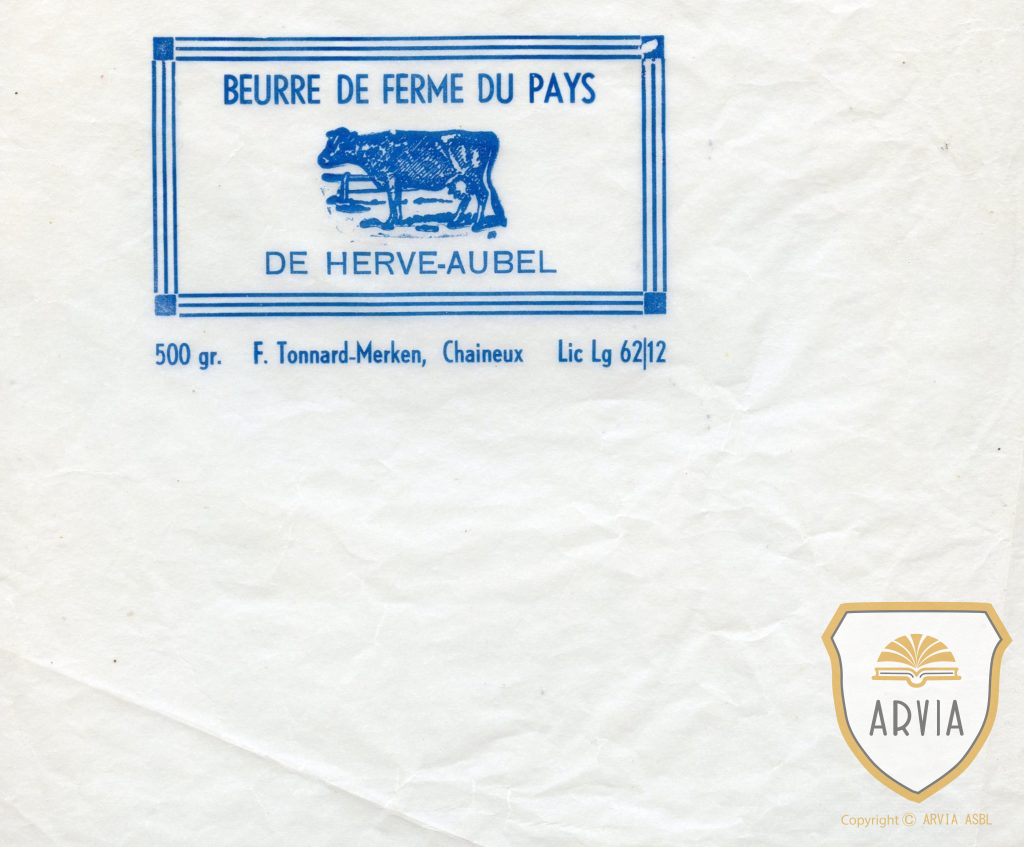 BEURRE DE FERME DU PAYS
DE HERVE-AUBEL
500 gr. F. Tonnard-Merken, Chaineux Lic Lg 62|12
ARVIA
Copyright © ARVIA ASBL